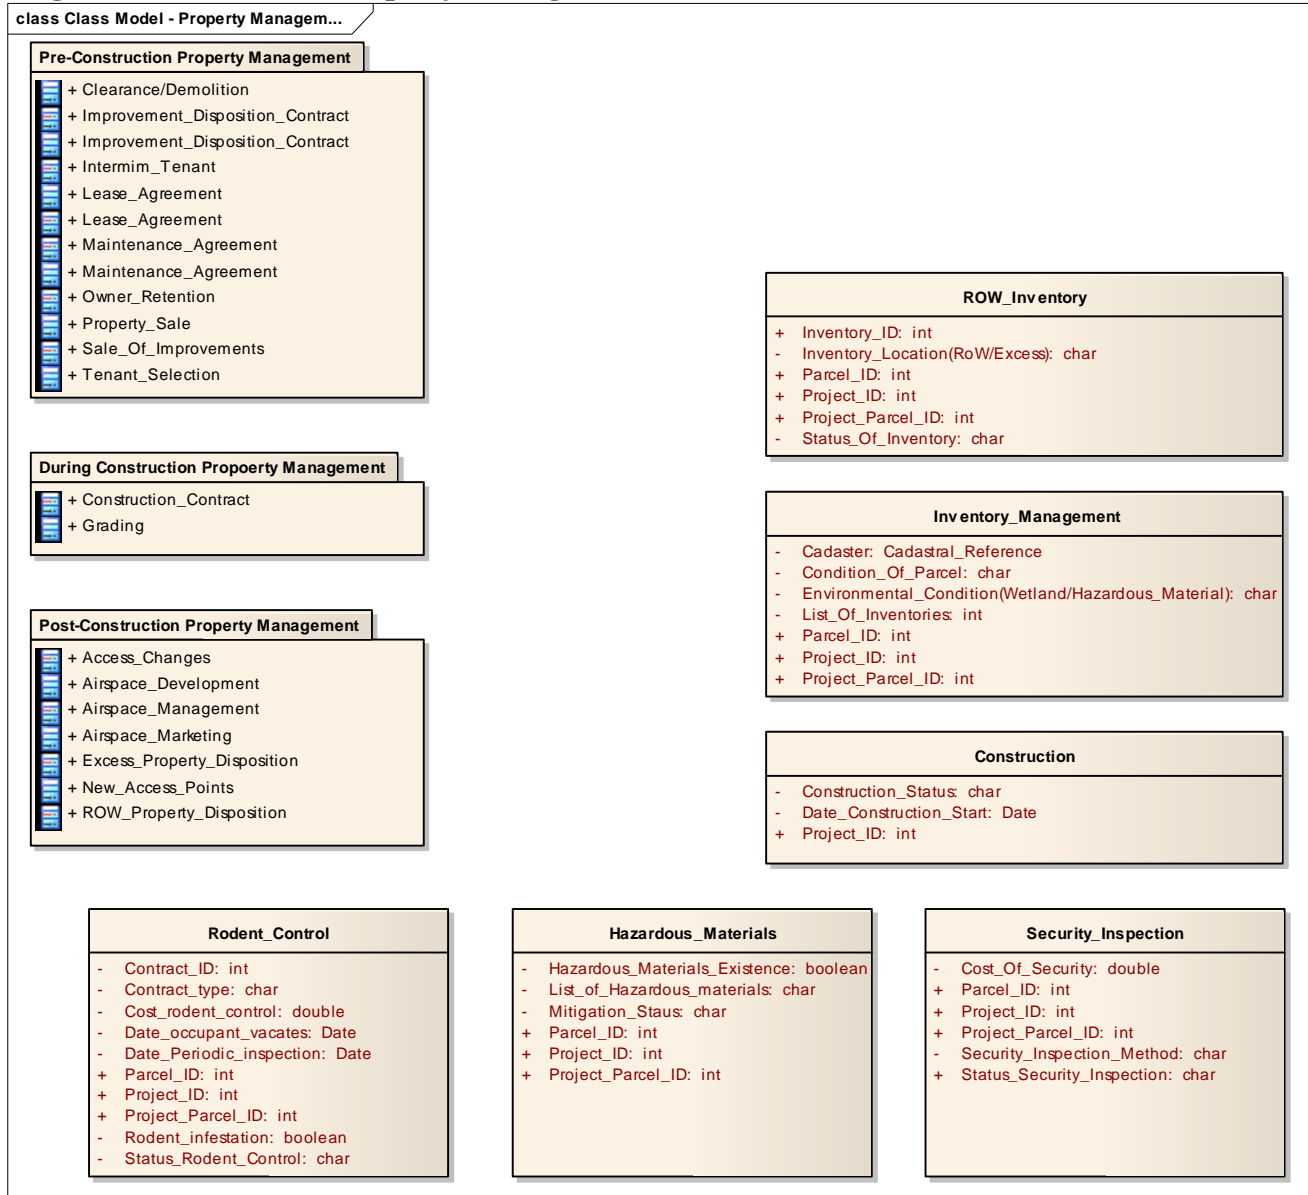 class Class Model - Property Managem...
Pre-Construction Property Management
+ Clearance/Demolition
+ Improvement_Disposition_Contract
+ Improvement_Disposition_Contract
+ Intermim_Tenant
+ Lease_Agreement
+ Lease_Agreement
+ Maintenance_Agreement
+ Maintenance_Agreement
+ Owner_Retention
+ Property_Sale
+ Sale_Of_Improvements
+ Tenant_Selection
During Construction Propoerty Management
+ Construction_Contract
+ Grading
Post-Construction Property Management
+ Access_Changes
+ Airspace_Development
+ Airspace_Management
+ Airspace_Marketing
+ Excess_Property_Disposition
+ New_Access_Points
+ ROW_Property_Disposition
ROW_Inventory
+ Inventory_ID: int
- Inventory_Location(RoW/Excess): char
+ Parcel_ID: int
+ Project_ID: int
+ Project_Parcel_ID: int
- Status_Of_Inventory: char
Inventory_Management
- Cadaster: Cadastral_Reference
- Condition_Of_Parcel: char
- Environmental_Condition(Wetland/Hazardous_Material): char
- List_Of_Inventories: int
+ Parcel_ID: int
+ Project_ID: int
+ Project_Parcel_ID: int
Construction
- Construction_Status: char
- Date_Construction_Start: Date
+ Project_ID: int
Rodent_Control
- Contract_ID: int
- Contract_type: char
- Cost_rodent_control: double
- Date_occupant_vacates: Date
- Date_Periodic_inspection: Date
+ Parcel_ID: int
+ Project_ID: int
+ Project_Parcel_ID: int
- Rodent_infestation: boolean
- Status_Rodent_Control: char
Hazardous_Materials
- Hazardous_Materials_Existence: boolean
- List_of_Hazardous_materials: char
- Mitigation_Staus: char
+ Parcel_ID: int
+ Project_ID: int
+ Project_Parcel_ID: int
Security_Inspection
- Cost_Of_Security: double
+ Parcel_ID: int
+ Project_ID: int
+ Project_Parcel_ID: int
- Security_Inspection_Method: char
+ Status_Security_Inspection: char